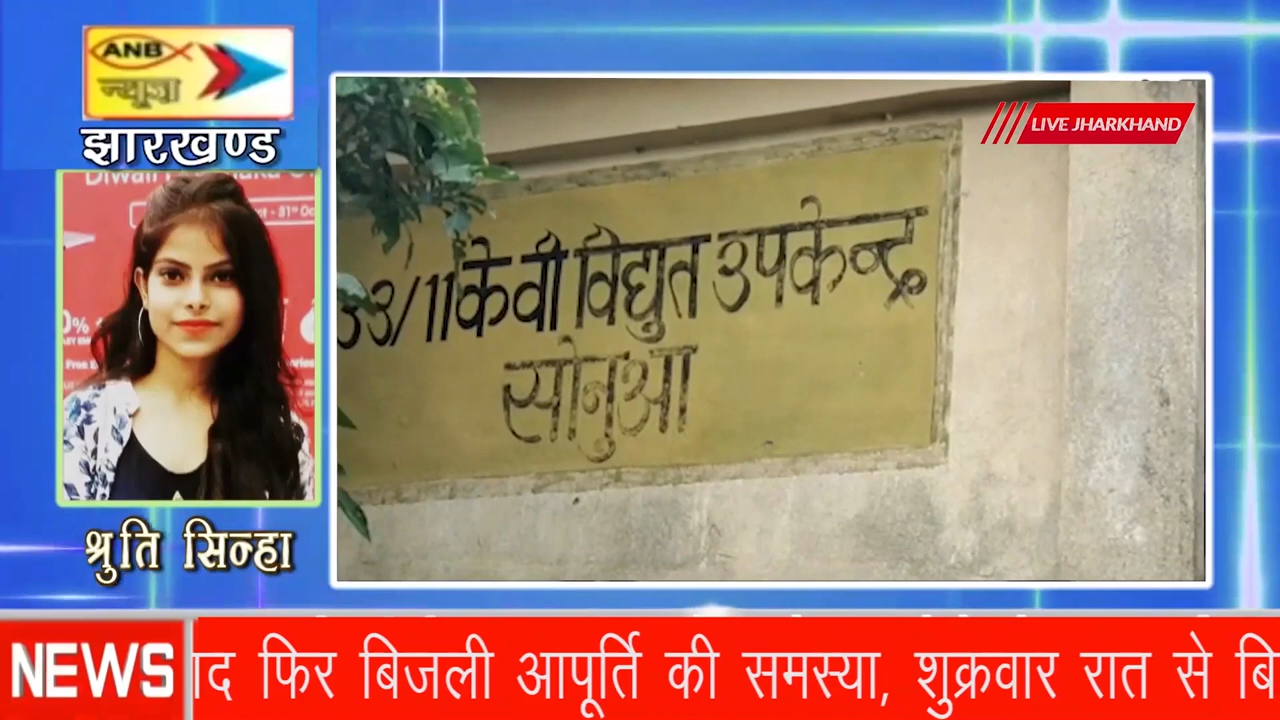 ANB
न्यूज़
झारखण्ड
LIVE JHARKHAND
33/11केवी विद्युत उपकेन्द्र
सोनुआ
श्रुति सिन्हा
NEWS
फिर बिजली आपूर्ति की समस्या, शुक्रवार रात से